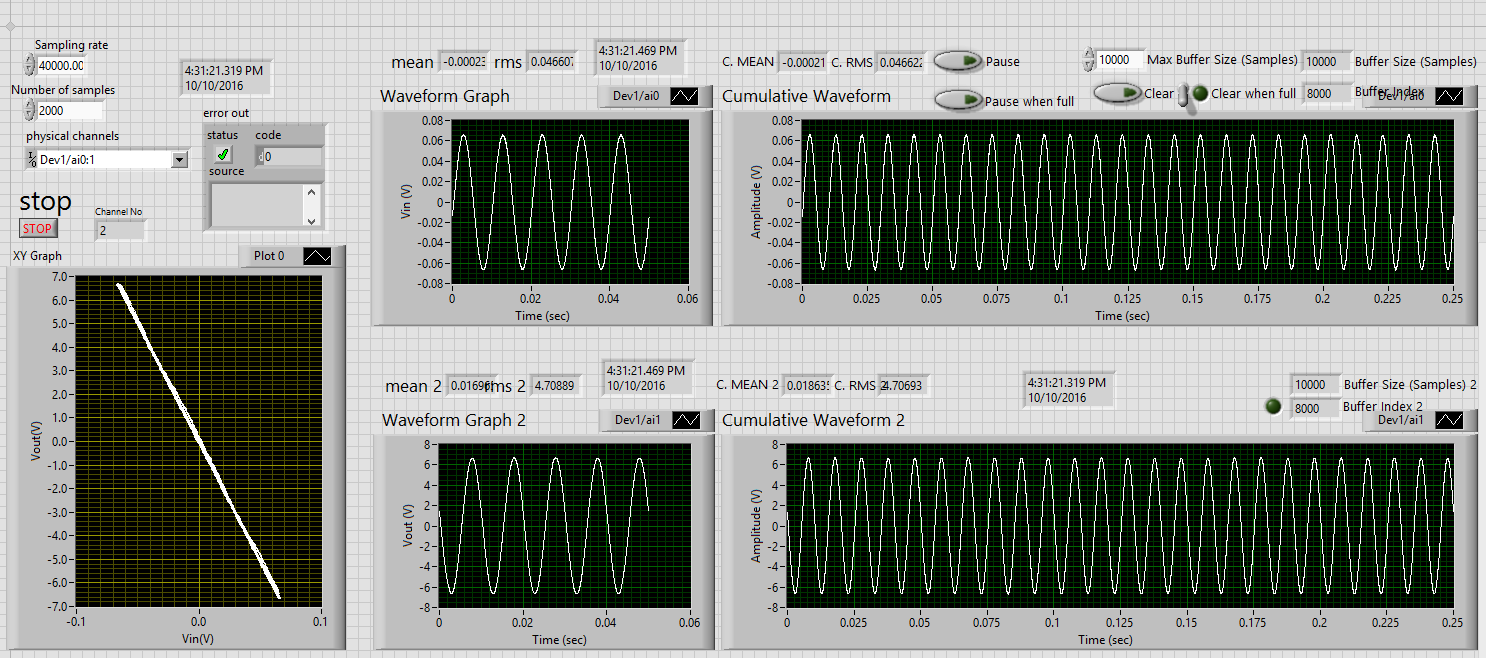 Sampling rate
40000.00
Number of samples
2000
physical channels
Dev1/ai0:1
4:31:21.319 PM
10/10/2016
error out
status code
0
source
stop
STOP
Channel No
2
mean -0.00023 rms 0.046607
4:31:21.469 PM
10/10/2016
Waveform Graph Dev1/ai0
0.08
0.06
0.04
0.02
0
-0.02
-0.04
-0.06
-0.08
Vin (V)
0 0.02 0.04 0.06
Time (sec)
C. MEAN -0.00021 C. RMS 0.046622
Pause
Pause when full
10000 Max Buffer Size (Samples) 10000 Buffer Size (Samples)
Clear Clear when full 8000 Buffer Index
Cumulative Waveform Dev1/ai0
0.08
0.06
0.04
0.02
0
-0.02
-0.04
-0.06
-0.08
Amplitude (V)
0 0.025 0.05 0.075 0.1 0.125 0.15 0.175 0.2 0.225 0.25
Time (sec)
XY Graph Plot 0
7.0
6.0
5.0
4.0
3.0
2.0
1.0
0.0
-1.0
-2.0
-3.0
-4.0
-5.0
-6.0
-7.0
Vout(V)
-0.1 0.0 0.1
Vin(V)
mean 2 0.01696 rms 2 4.70889
4:31:21.469 PM
10/10/2016
Waveform Graph 2 Dev1/ai1
8
6
4
2
0
-2
-4
-6
-8
Vout (V)
0 0.02 0.04 0.06
Time (sec)
C. MEAN 2 0.01863 C. RMS 2 4.70693
4:31:21.319 PM
10/10/2016
10000 Buffer Size (Samples) 2
8000 Buffer Index 2
Cumulative Waveform 2 Dev1/ai1
8
6
4
2
0
-2
-4
-6
-8
Amplitude (V)
0 0.025 0.05 0.075 0.1 0.125 0.15 0.175 0.2 0.225 0.25
Time (sec)